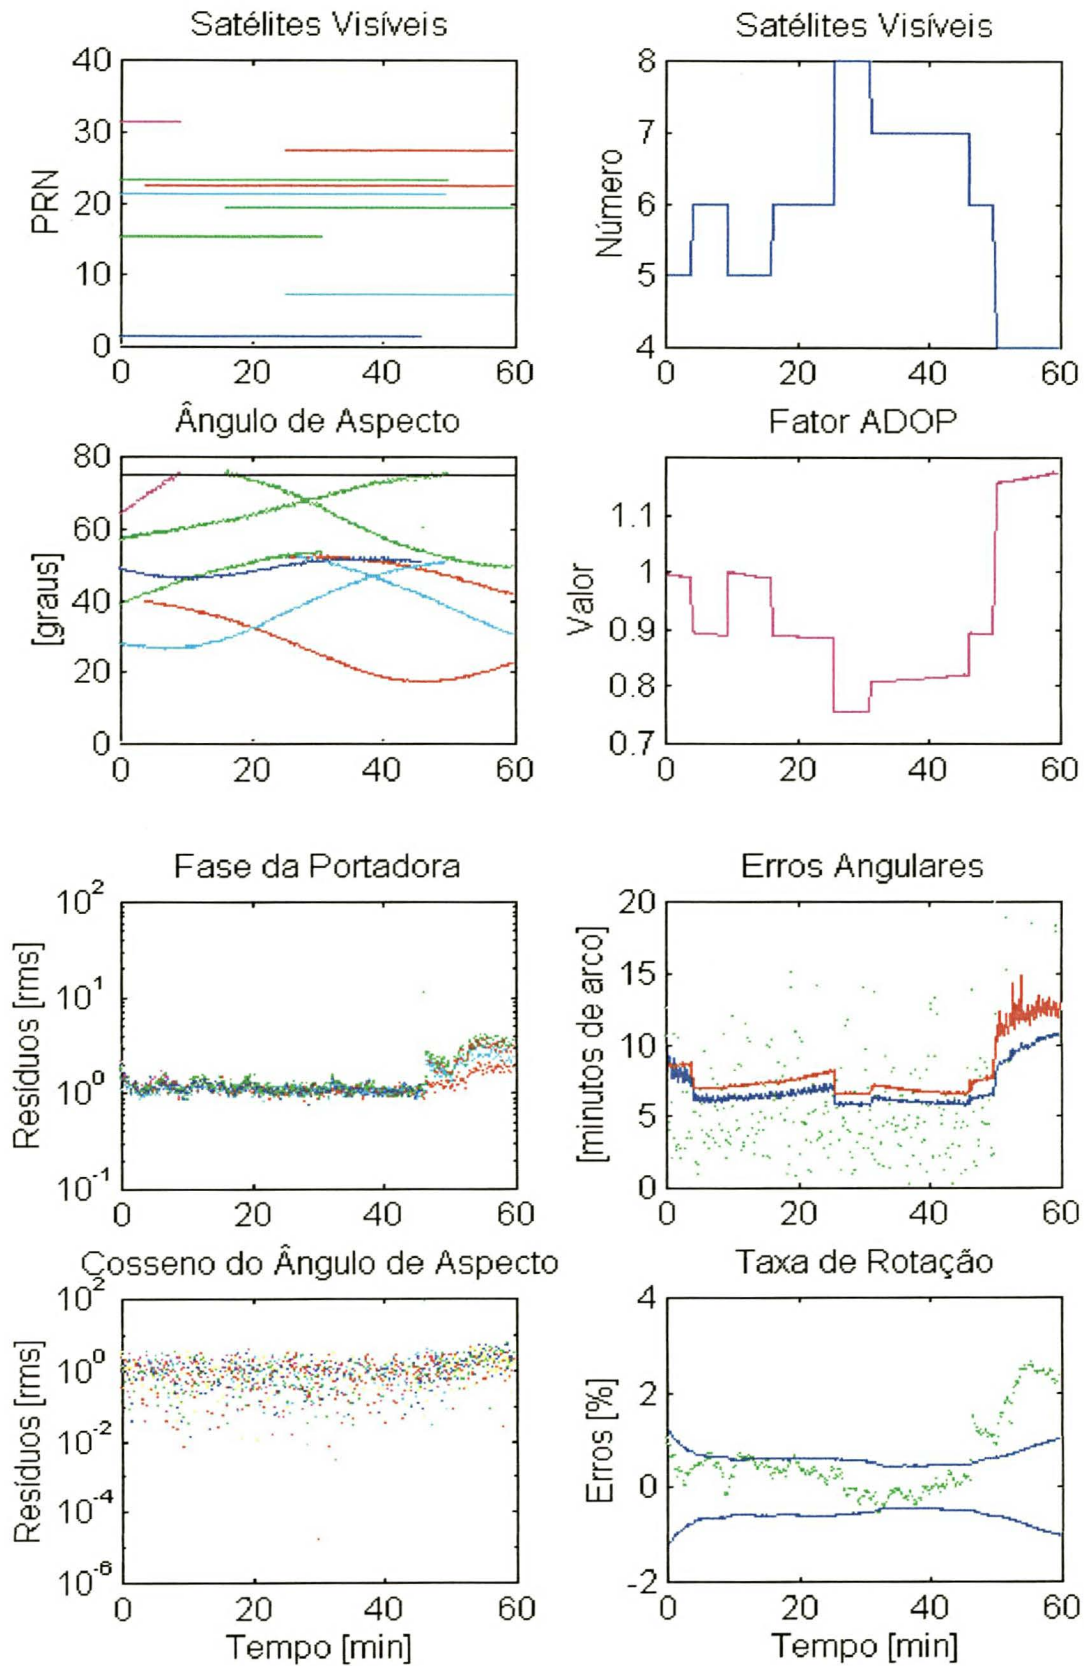 Satélites Visíveis
Satélites Visíveis
40
30
20
10
0
PRN
0 20 40 60
8
7
6
5
4
Número
0 20 40 60
Ângulo de Aspecto
Fator ADOP
80
60
40
20
0
[graus]
0 20 40 60
1.1
1
0.9
0.8
0.7
Valor
0 20 40 60
Fase da Portadora
Erros Angulares
10^2
10^1
10^0
10^-1
Resíduos [rms]
0 20 40 60
20
15
10
5
0
[minutos de arco]
0 20 40 60
Cosseno do Ângulo de Aspecto
Taxa de Rotação
10^2
10^0
10^-2
10^-4
10^-6
Resíduos [rms]
0 20 40 60
Tempo [min]
4
2
0
-2
Erros [%]
0 20 40 60
Tempo [min]